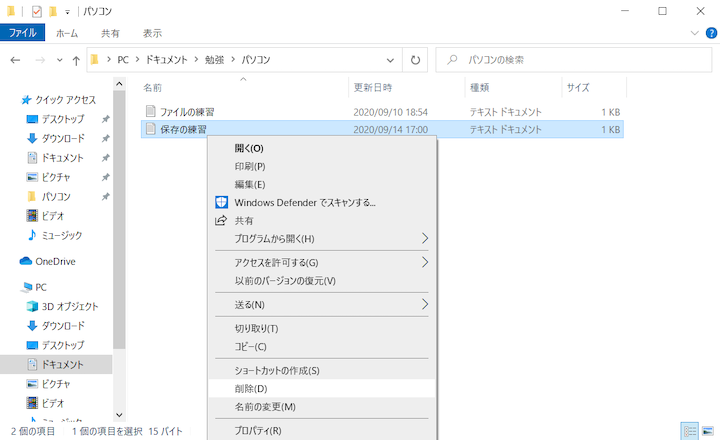 パソコン
ファイル ホーム 共有 表示
PC ドキュメント 勉強 パソコン パソコンの検索
名前 更新日時 種類 サイズ
ファイルの練習 2020/09/10 18:54 テキスト ドキュメント 1 KB
保存の練習 2020/09/14 17:00 テキスト ドキュメント 1 KB
クイック アクセス
デスクトップ
ダウンロード
ドキュメント
ピクチャ
パソコン
ビデオ
ミュージック
OneDrive
PC
3D オブジェクト
ダウンロード
デスクトップ
ドキュメント
ピクチャ
ビデオ
ミュージック
開く(O)
印刷(P)
編集(E)
Windows Defender でスキャンする...
共有
プログラムから開く(H)
アクセスを許可する(G)
以前のバージョンの復元(V)
送る(N)
切り取り(T)
コピー(C)
ショートカットの作成(S)
削除(D)
名前の変更(M)
プロパティ(R)
2 個の項目 1 個の項目を選択 15 バイト